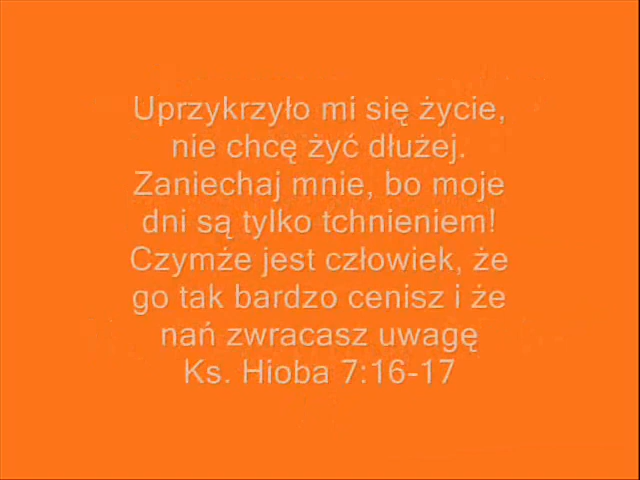 Uprzykrzyło mi się życie,
nie chcę żyć dłużej.
Zaniechaj mnie, bo moje
dni są tylko tchnieniem!
Czymże jest człowiek, że
go tak bardzo cenisz i że
nań zwracasz uwagę
Ks. Hioba 7:16-17